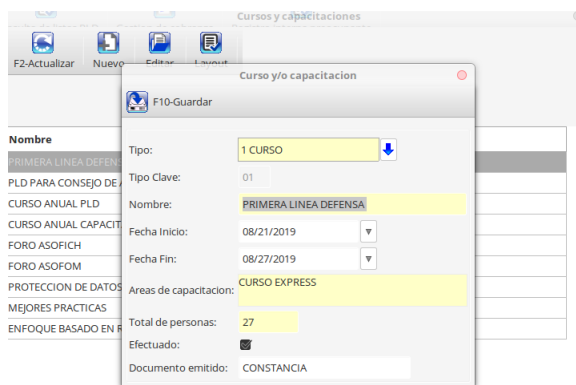 Cursos y capacitaciones
F2-Actualizar Nuevo Editar Layout
Curso y/o capacitacion
F10-Guardar
Nombre
PRIMERA LINEA DEFENS
PLD PARA CONSEJO DE
CURSO ANUAL PLD
CURSO ANUAL CAPACIT
FORO ASOFICH
FORO ASOFOM
PROTECCION DE DATOS
MEJORES PRACTICAS
ENFOQUE BASADO EN
Tipo: 1 CURSO
Tipo Clave: 01
Nombre: PRIMERA LINEA DEFENSA
Fecha Inicio: 08/21/2019
Fecha Fin: 08/27/2019
Areas de capacitacion: CURSO EXPRESS
Total de personas: 27
Efectuado:
Documento emitido: CONSTANCIA